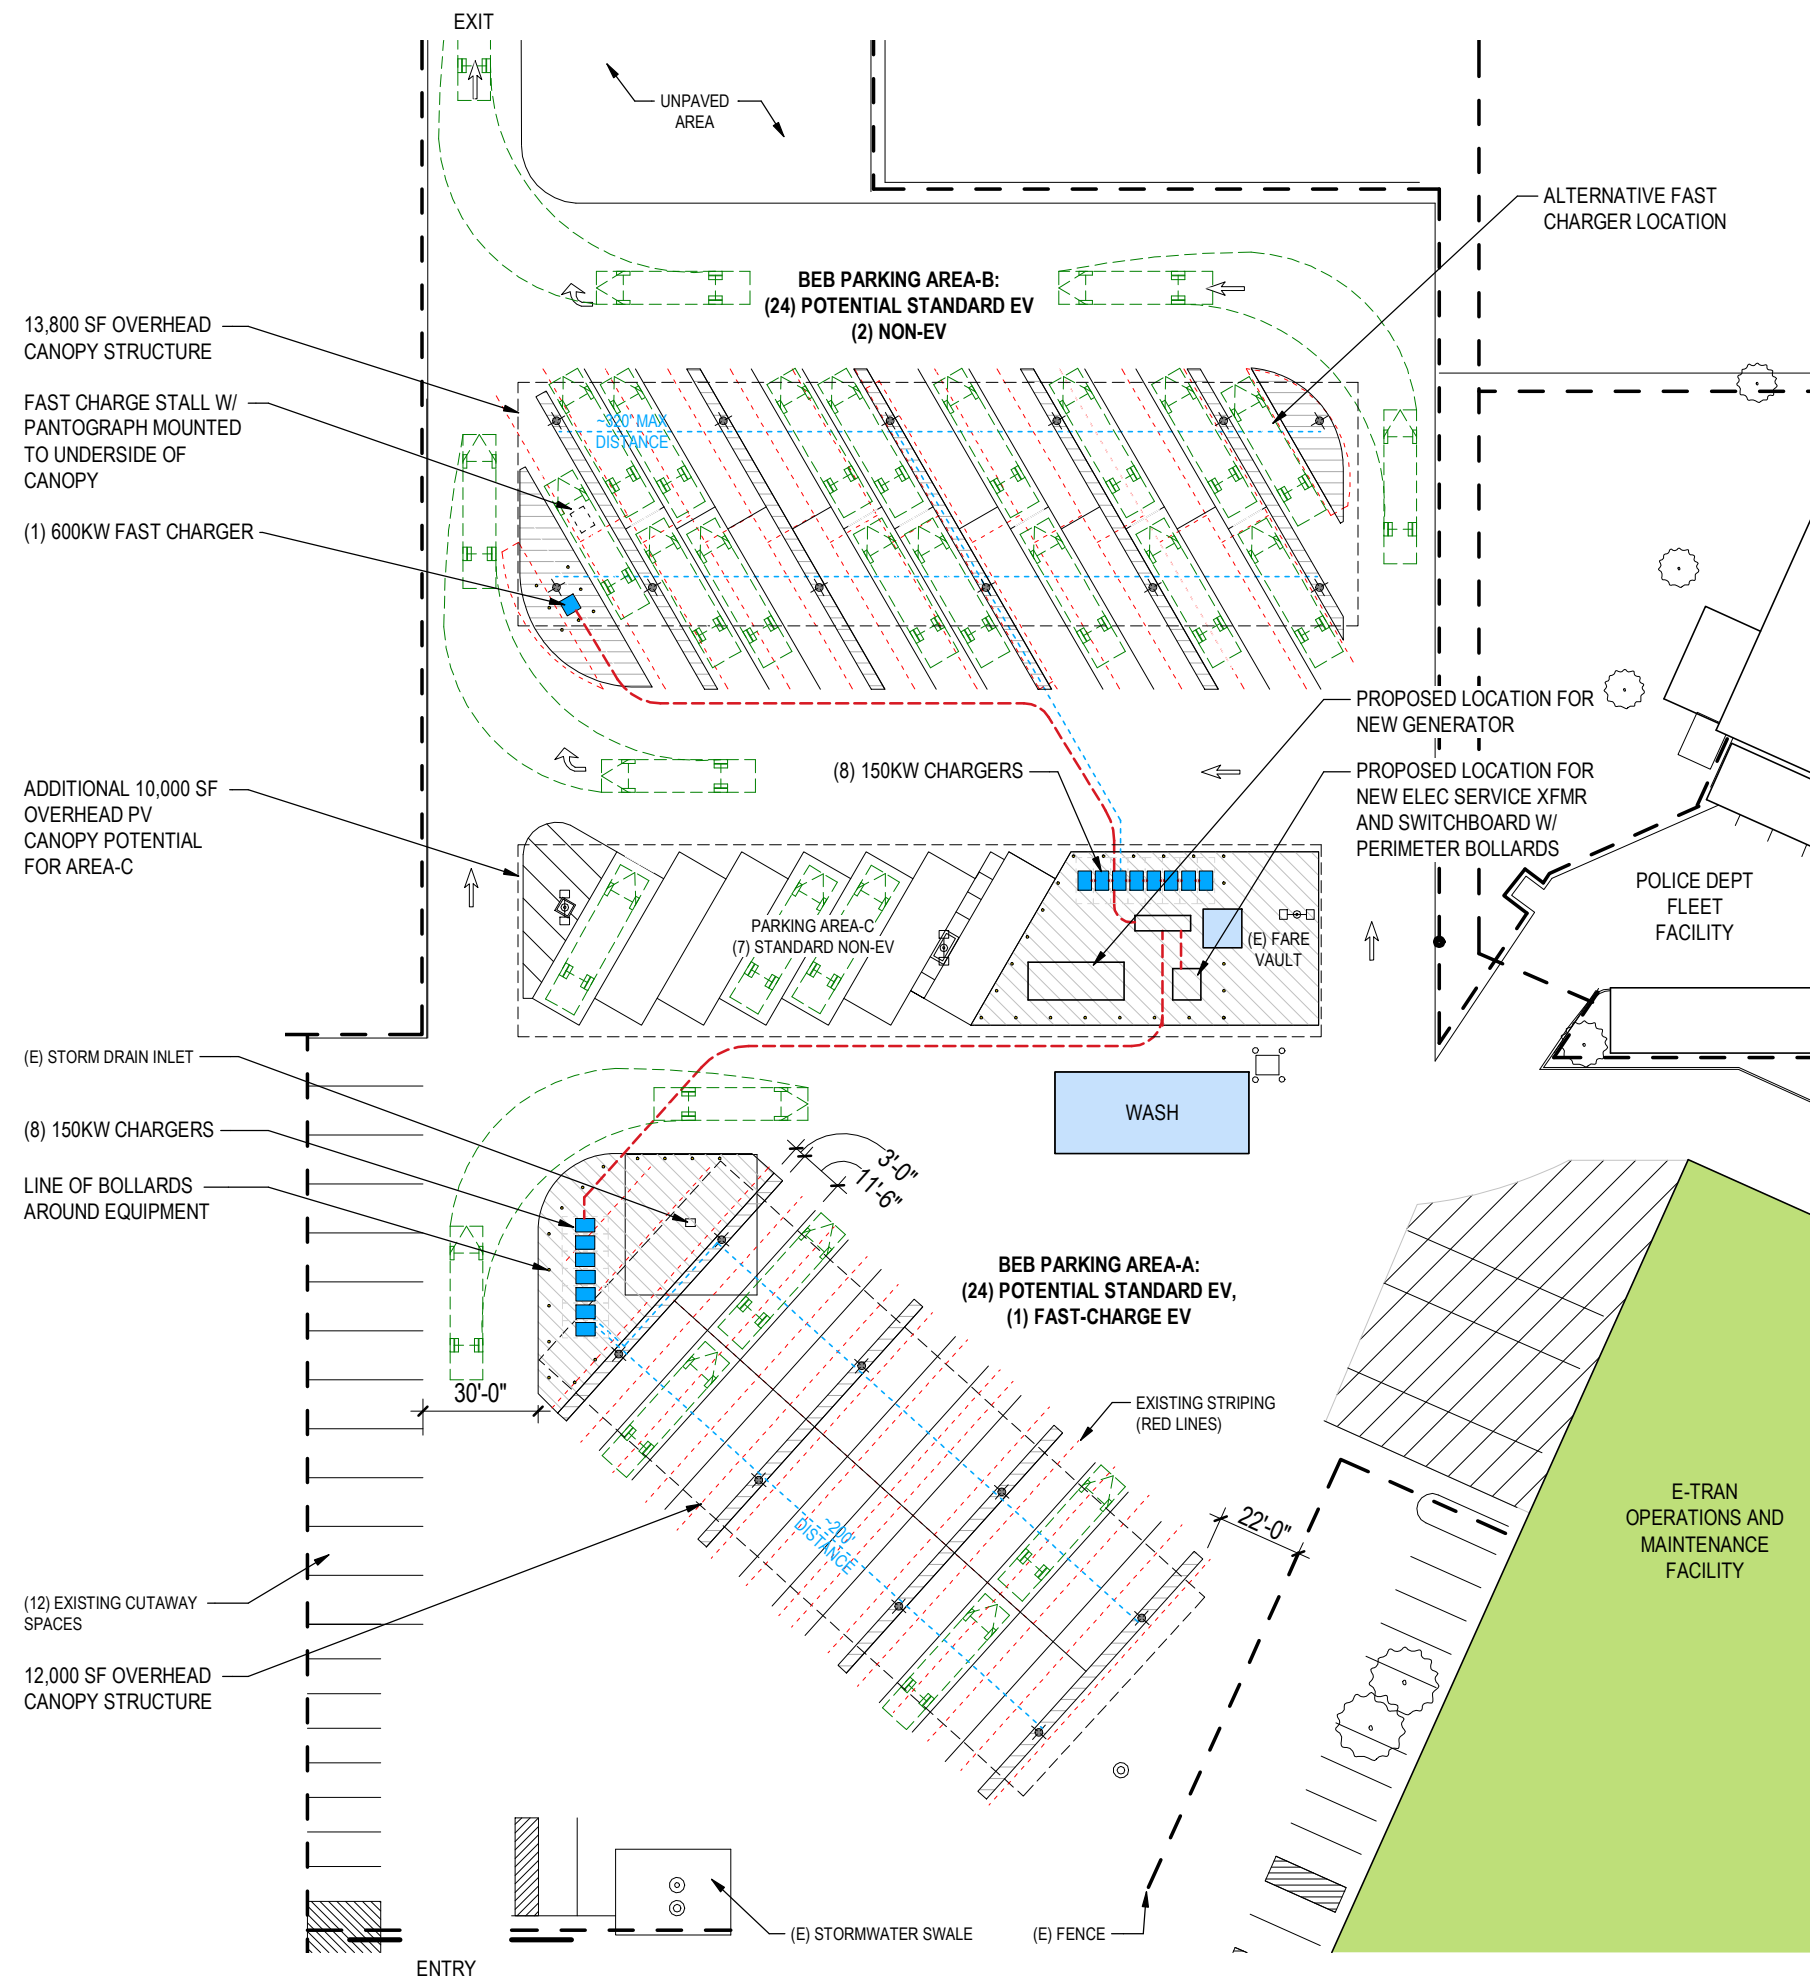 EXIT
UNPAVED
AREA
ALTERNATIVE FAST
CHARGER LOCATION
BEB PARKING AREA-B:
(24) POTENTIAL STANDARD EV
(2) NON-EV
13,800 SF OVERHEAD
CANOPY STRUCTURE
FAST CHARGE STALL W/
PANTOGRAPH MOUNTED
TO UNDERSIDE OF
CANOPY
~320' MAX
DISTANCE
(1) 600KW FAST CHARGER
PROPOSED LOCATION FOR
NEW GENERATOR
(8) 150KW CHARGERS
PROPOSED LOCATION FOR
NEW ELEC SERVICE XFMR
AND SWITCHBOARD W/
PERIMETER BOLLARDS
ADDITIONAL 10,000 SF
OVERHEAD PV
CANOPY POTENTIAL
FOR AREA-C
POLICE DEPT
FLEET
FACILITY
PARKING AREA-C
(7) STANDARD NON-EV
(E) FARE
VAULT
(E) STORM DRAIN INLET
WASH
(8) 150KW CHARGERS
3'-0"
11'-6"
LINE OF BOLLARDS
AROUND EQUIPMENT
BEB PARKING AREA-A:
(24) POTENTIAL STANDARD EV,
(1) FAST-CHARGE EV
30'-0"
EXISTING STRIPING
(RED LINES)
~200'
DISTANCE
22'-0"
E-TRAN
OPERATIONS AND
MAINTENANCE
FACILITY
(12) EXISTING CUTAWAY
SPACES
12,000 SF OVERHEAD
CANOPY STRUCTURE
(E) STORMWATER SWALE
(E) FENCE
ENTRY